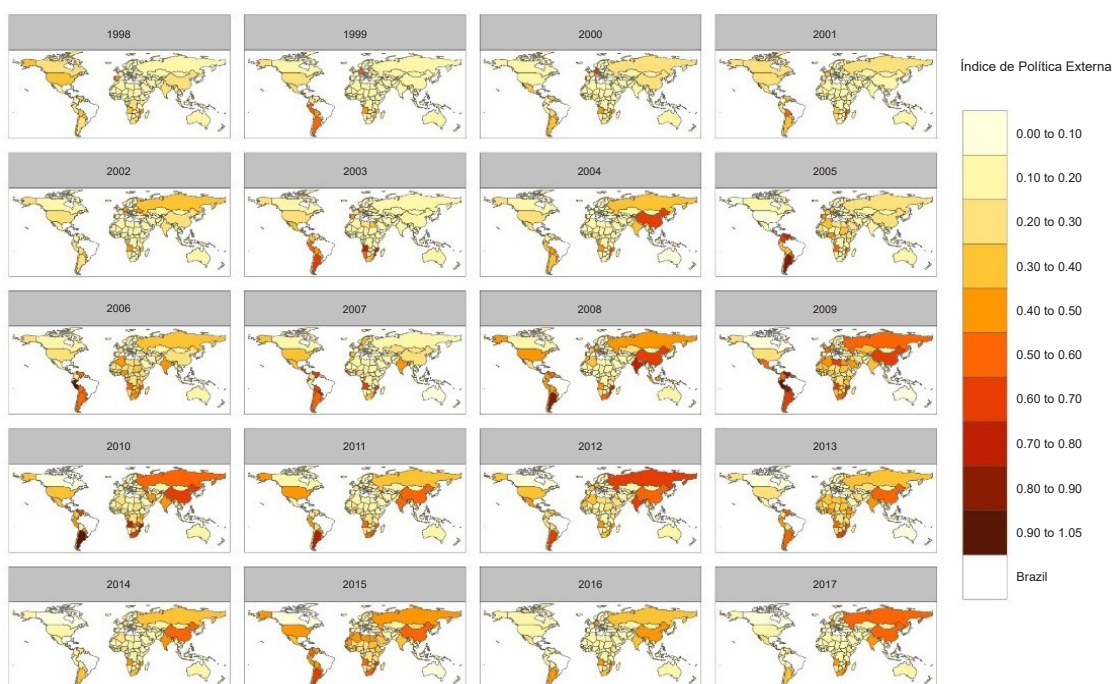 1998
1999
2000
2001
2002
2003
2004
2005
2006
2007
2008
2009
2010
2011
2012
2013
2014
2015
2016
2017
Índice de Política Externa
0.00 to 0.10
0.10 to 0.20
0.20 to 0.30
0.30 to 0.40
0.40 to 0.50
0.50 to 0.60
0.60 to 0.70
0.70 to 0.80
0.80 to 0.90
0.90 to 1.05
Brazil